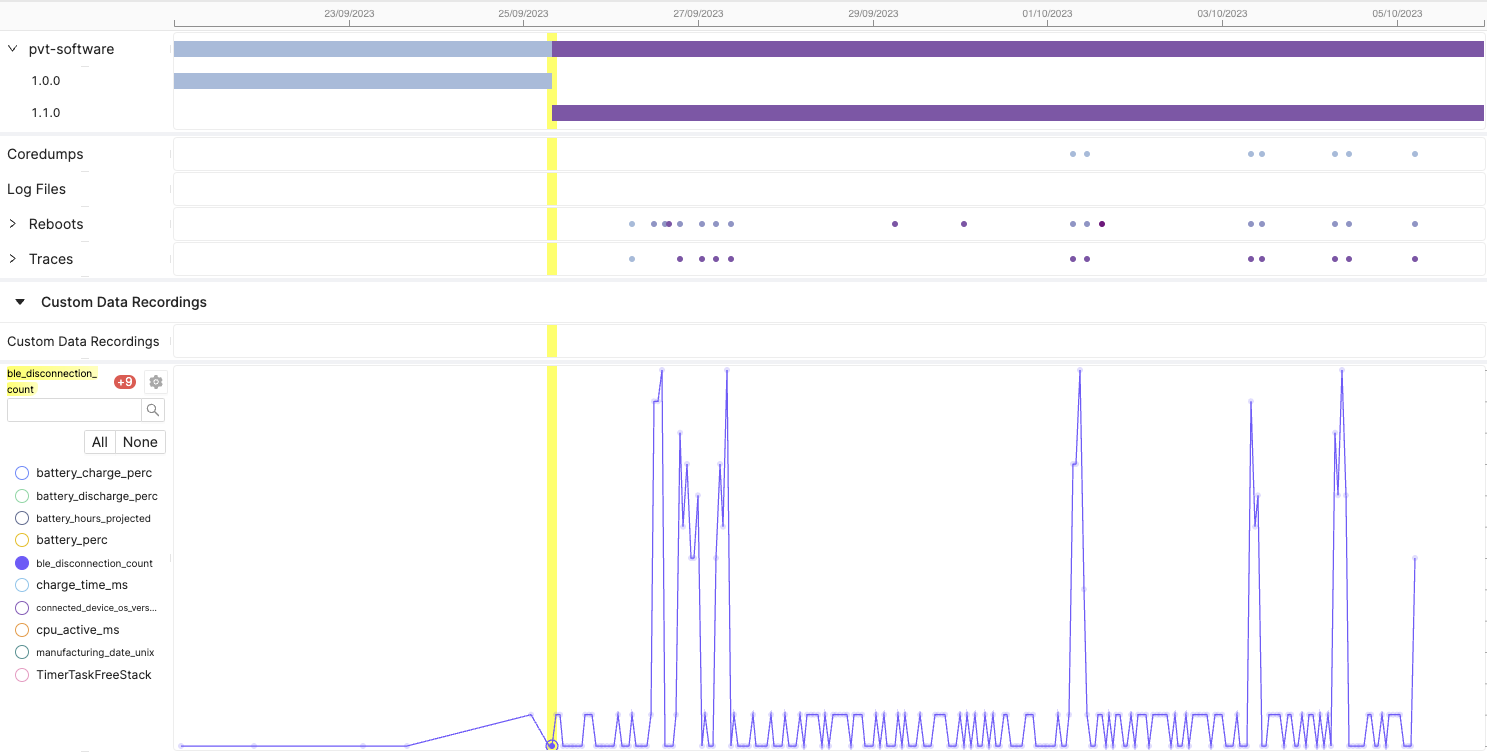 23/09/2023 25/09/2023 27/09/2023 29/09/2023 01/10/2023 03/10/2023 05/10/2023
pvt-software
1.0.0
1.1.0
Coredumps
Log Files
Reboots
Traces
Custom Data Recordings
Custom Data Recordings
ble_disconnection_
count
+9
All None
battery_charge_perc
battery_discharge_perc
battery_hours_projected
battery_perc
ble_disconnection_count
charge_time_ms
connected_device_os_vers...
cpu_active_ms
manufacturing_date_unix
TimerTaskFreeStack